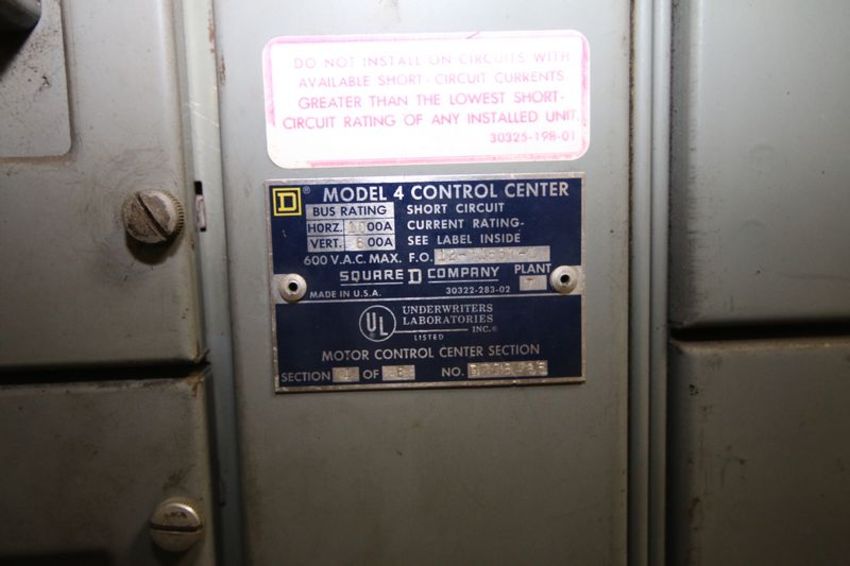 DO NOT INSTALL ON CIRCUITS WITH
AVAILABLE SHORT-CIRCUIT CURRENTS
GREATER THAN THE LOWEST SHORT-
CIRCUIT RATING OF ANY INSTALLED UNIT.
30325-198-01
D ® MODEL 4 CONTROL CENTER
BUS RATING
HORZ. 1000A
VERT. 600A
SHORT CIRCUIT
CURRENT RATING-
SEE LABEL INSIDE
600 V.A.C. MAX. F.O.
SQUARE D COMPANY PLANT
MADE IN U.S.A. 30322-283-02
UL
LISTED
UNDERWRITERS
LABORATORIES
INC.®
MOTOR CONTROL CENTER SECTION
SECTION OF NO.